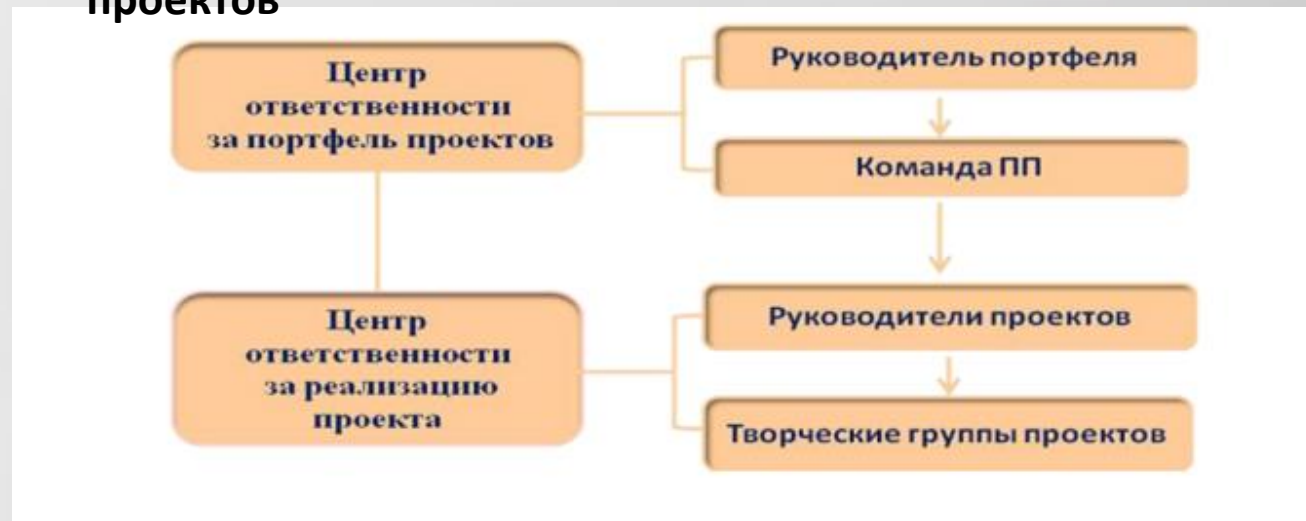 проектов
Центр
ответственности
за портфель проектов
Руководитель портфеля
Команда ПП
Центр
ответственности
за реализацию
проекта
Руководители проектов
Творческие группы проектов